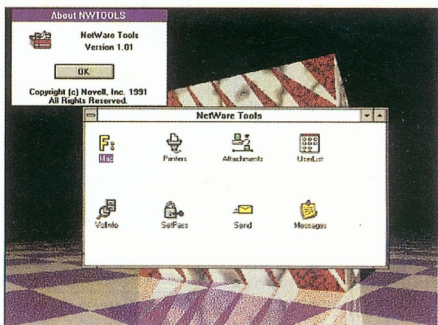 About NWTOOLS
NetWare Tools
Version 1.01
OK
Copyright (c) Novell, Inc. 1991
All Rights Reserved.
NetWare Tools
F:
Map
Printers
Attachments
UserList
VolInfo
SetPass
Send
Messages